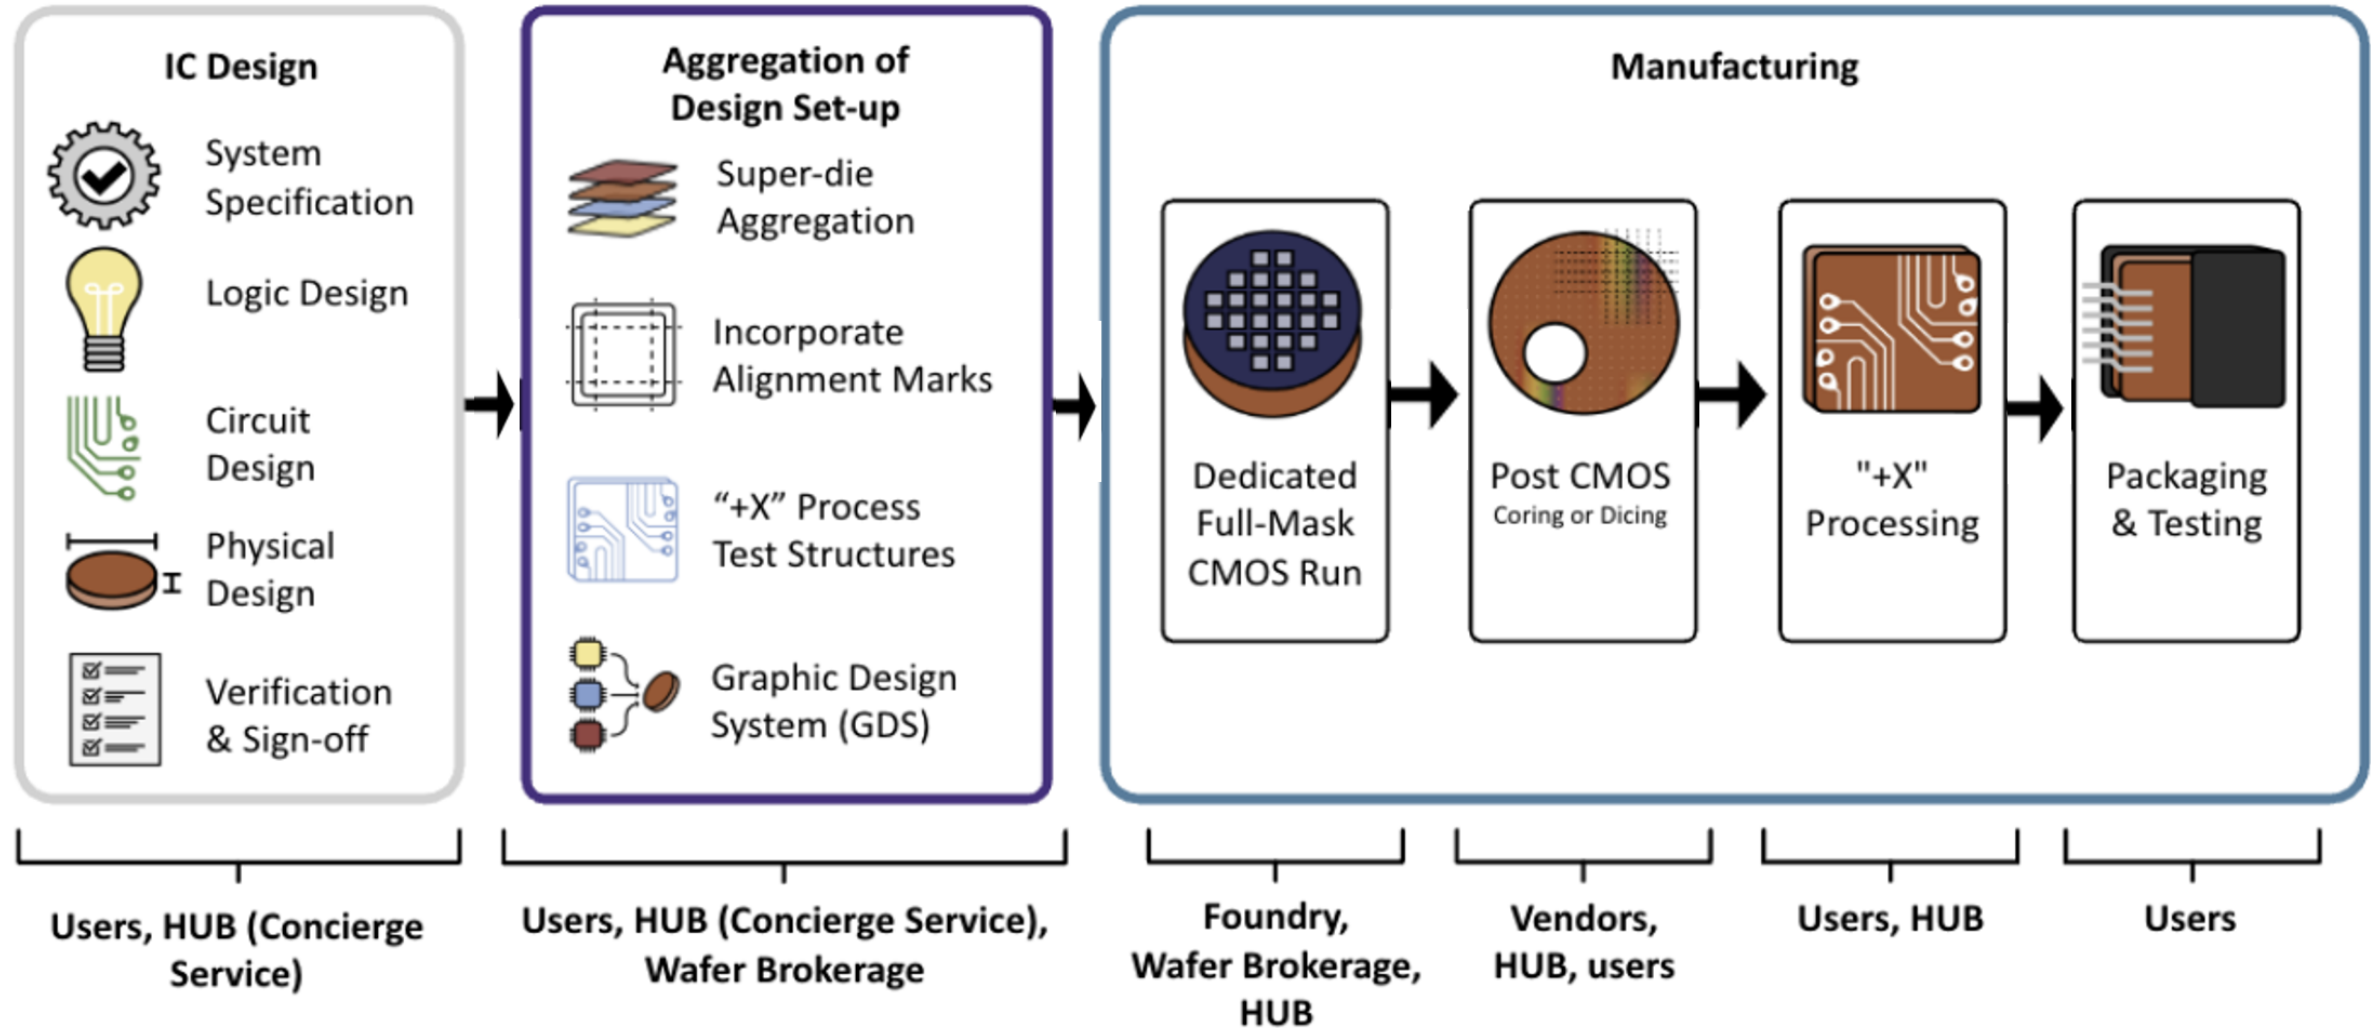 IC Design
System
Specification
Logic Design
Circuit
Design
Physical
Design
Verification
& Sign-off
Aggregation of
Design Set-up
Super-die
Aggregation
Incorporate
Alignment Marks
“+X” Process
Test Structures
Graphic Design
System (GDS)
Manufacturing
Dedicated
Full-Mask
CMOS Run
Post CMOS
Coring or Dicing
"+X"
Processing
Packaging
& Testing
Users, HUB (Concierge
Service)
Users, HUB (Concierge Service),
Wafer Brokerage
Foundry,
Wafer Brokerage,
HUB
Vendors,
HUB, users
Users, HUB
Users